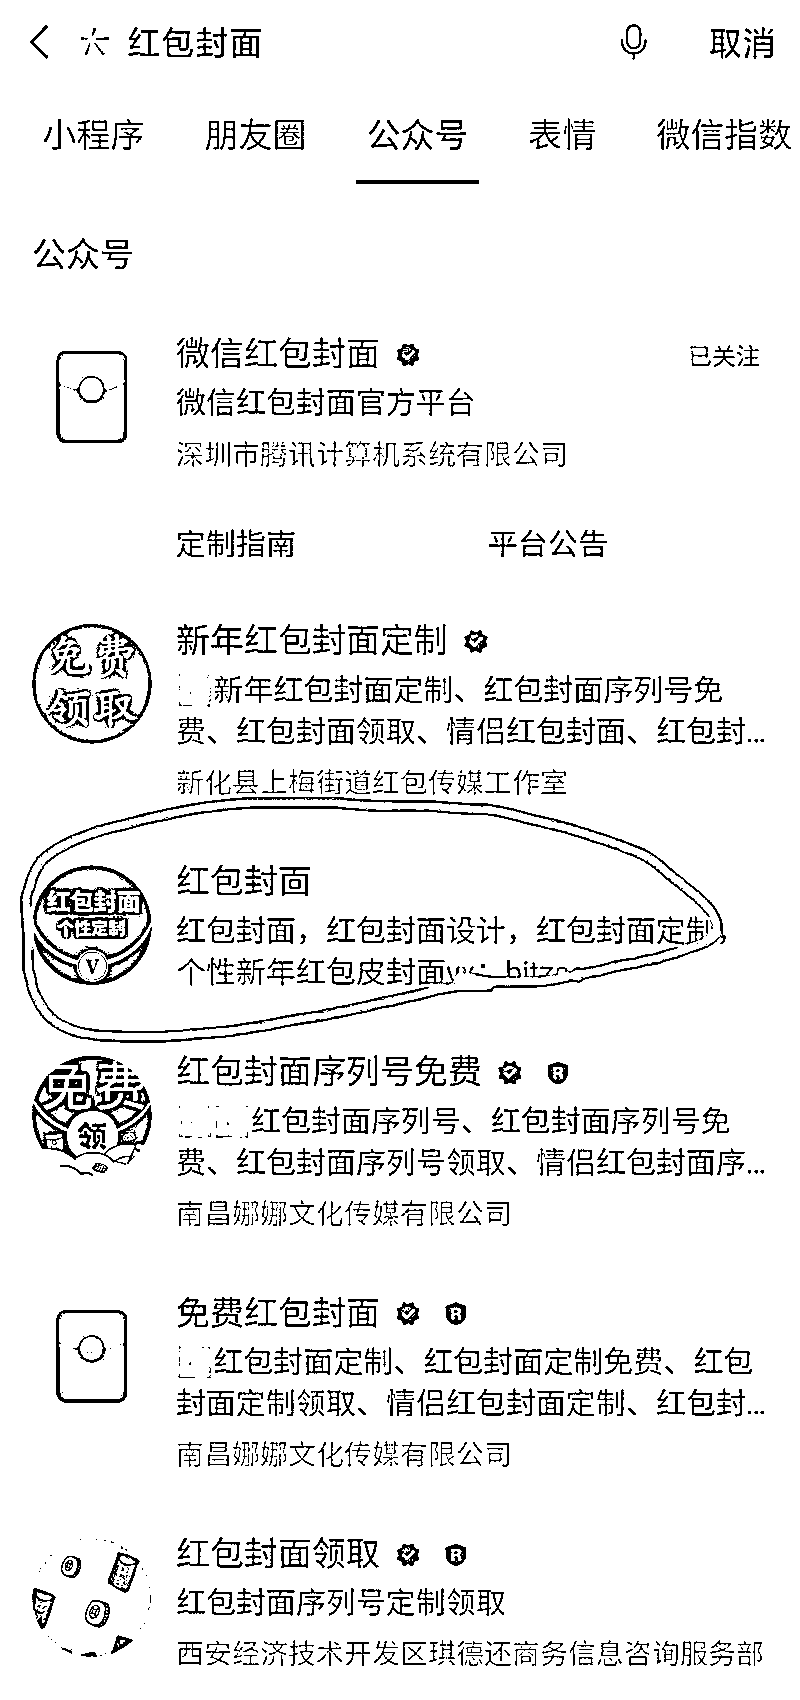 红包封面
取消
小程序 朋友圈 公众号 表情 微信指数
公众号
微信红包封面
已关注
微信红包封面官方平台
深圳市腾讯计算机系统有限公司
定制指南 平台公告
免费
领取
新年红包封面定制
新年红包封面定制、红包封面序列号免
费、红包封面领取、情侣红包封面、红包封...
新化县上梅街道红包传媒工作室
红包封面
个性定制
V
红包封面
红包封面，红包封面设计，红包封面定制，
个性新年红包皮封面
免费
领
红包封面序列号免费
R
红包封面序列号、红包封面序列号免
费、红包封面序列号领取、情侣红包封面序...
南昌娜娜文化传媒有限公司
免费红包封面
R
红包封面定制、红包封面定制免费、红包
封面定制领取、情侣红包封面定制、红包封...
南昌娜娜文化传媒有限公司
红包封面领取
R
红包封面序列号定制领取
西安经济技术开发区琪德还商务信息咨询服务部